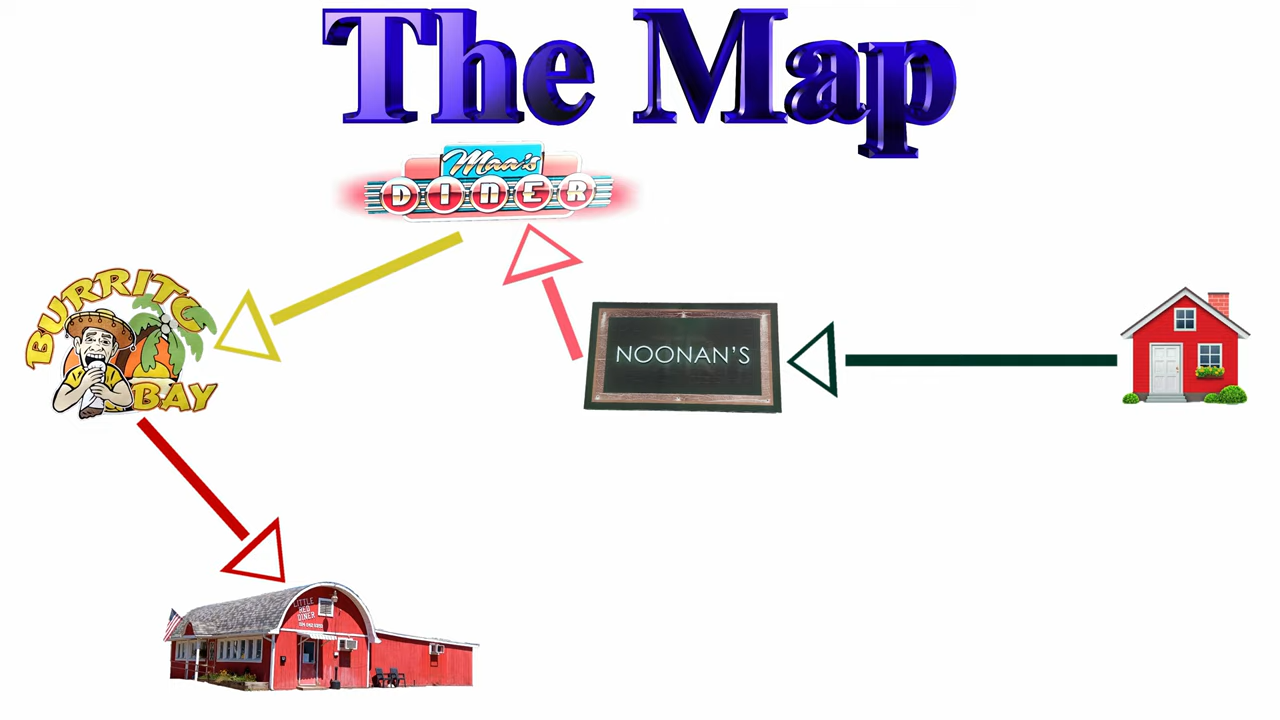 The Map
Maa's
DINER
BURRITO
BAY
NOONAN'S
LITTLE
RED
DINER